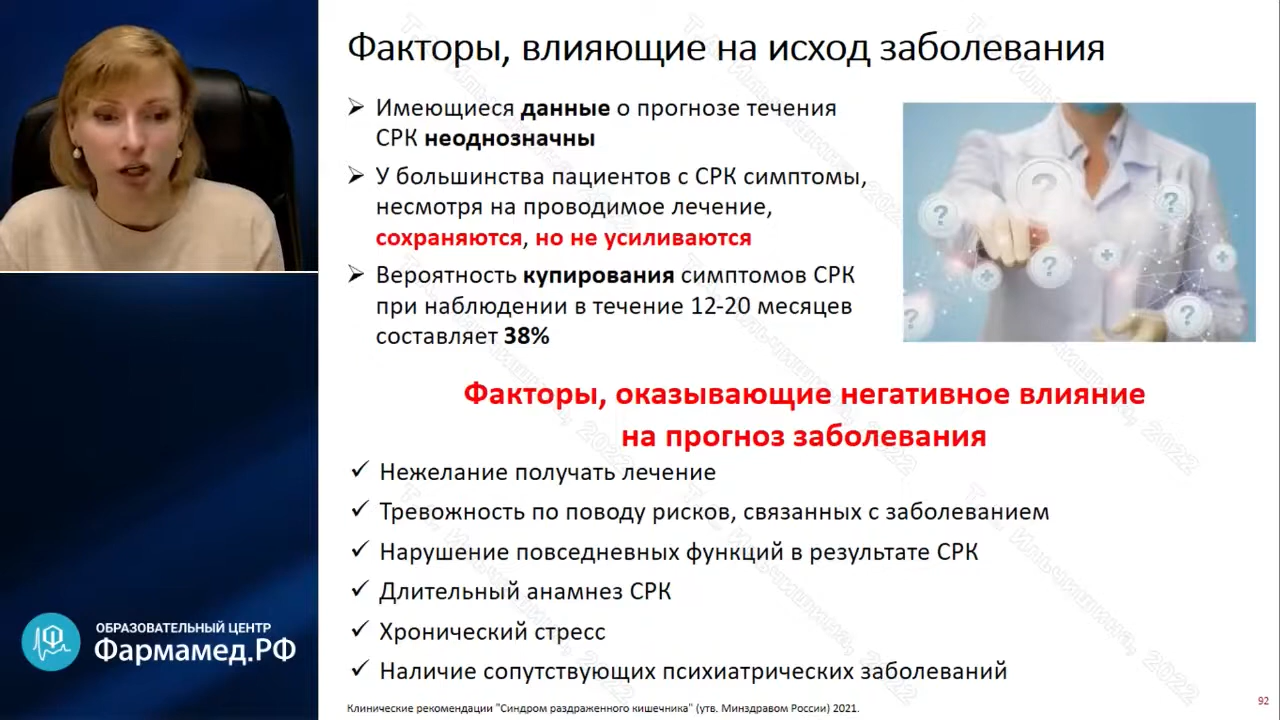 Факторы, влияющие на исход заболевания
➢ Имеющиеся данные о прогнозе течения
СРК неоднозначны
➢ У большинства пациентов с СРК симптомы,
несмотря на проводимое лечение,
сохраняются, но не усиливаются
➢ Вероятность купирования симптомов СРК
при наблюдении в течение 12-20 месяцев
составляет 38%
Факторы, оказывающие негативное влияние
на прогноз заболевания
✓ Нежелание получать лечение
✓ Тревожность по поводу рисков, связанных с заболеванием
✓ Нарушение повседневных функций в результате СРК
✓ Длительный анамнез СРК
✓ Хронический стресс
✓ Наличие сопутствующих психиатрических заболеваний
Клинические рекомендации "Синдром раздраженного кишечника" (утв. Минздравом России) 2021.
92
ОБРАЗОВАТЕЛЬНЫЙ ЦЕНТР
Фармамед.РФ